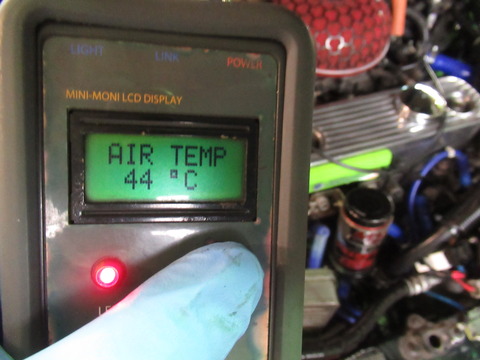 LIGHT LINK POWER
MINI-MONI LCD DISPLAY
AIR TEMP
44 °C